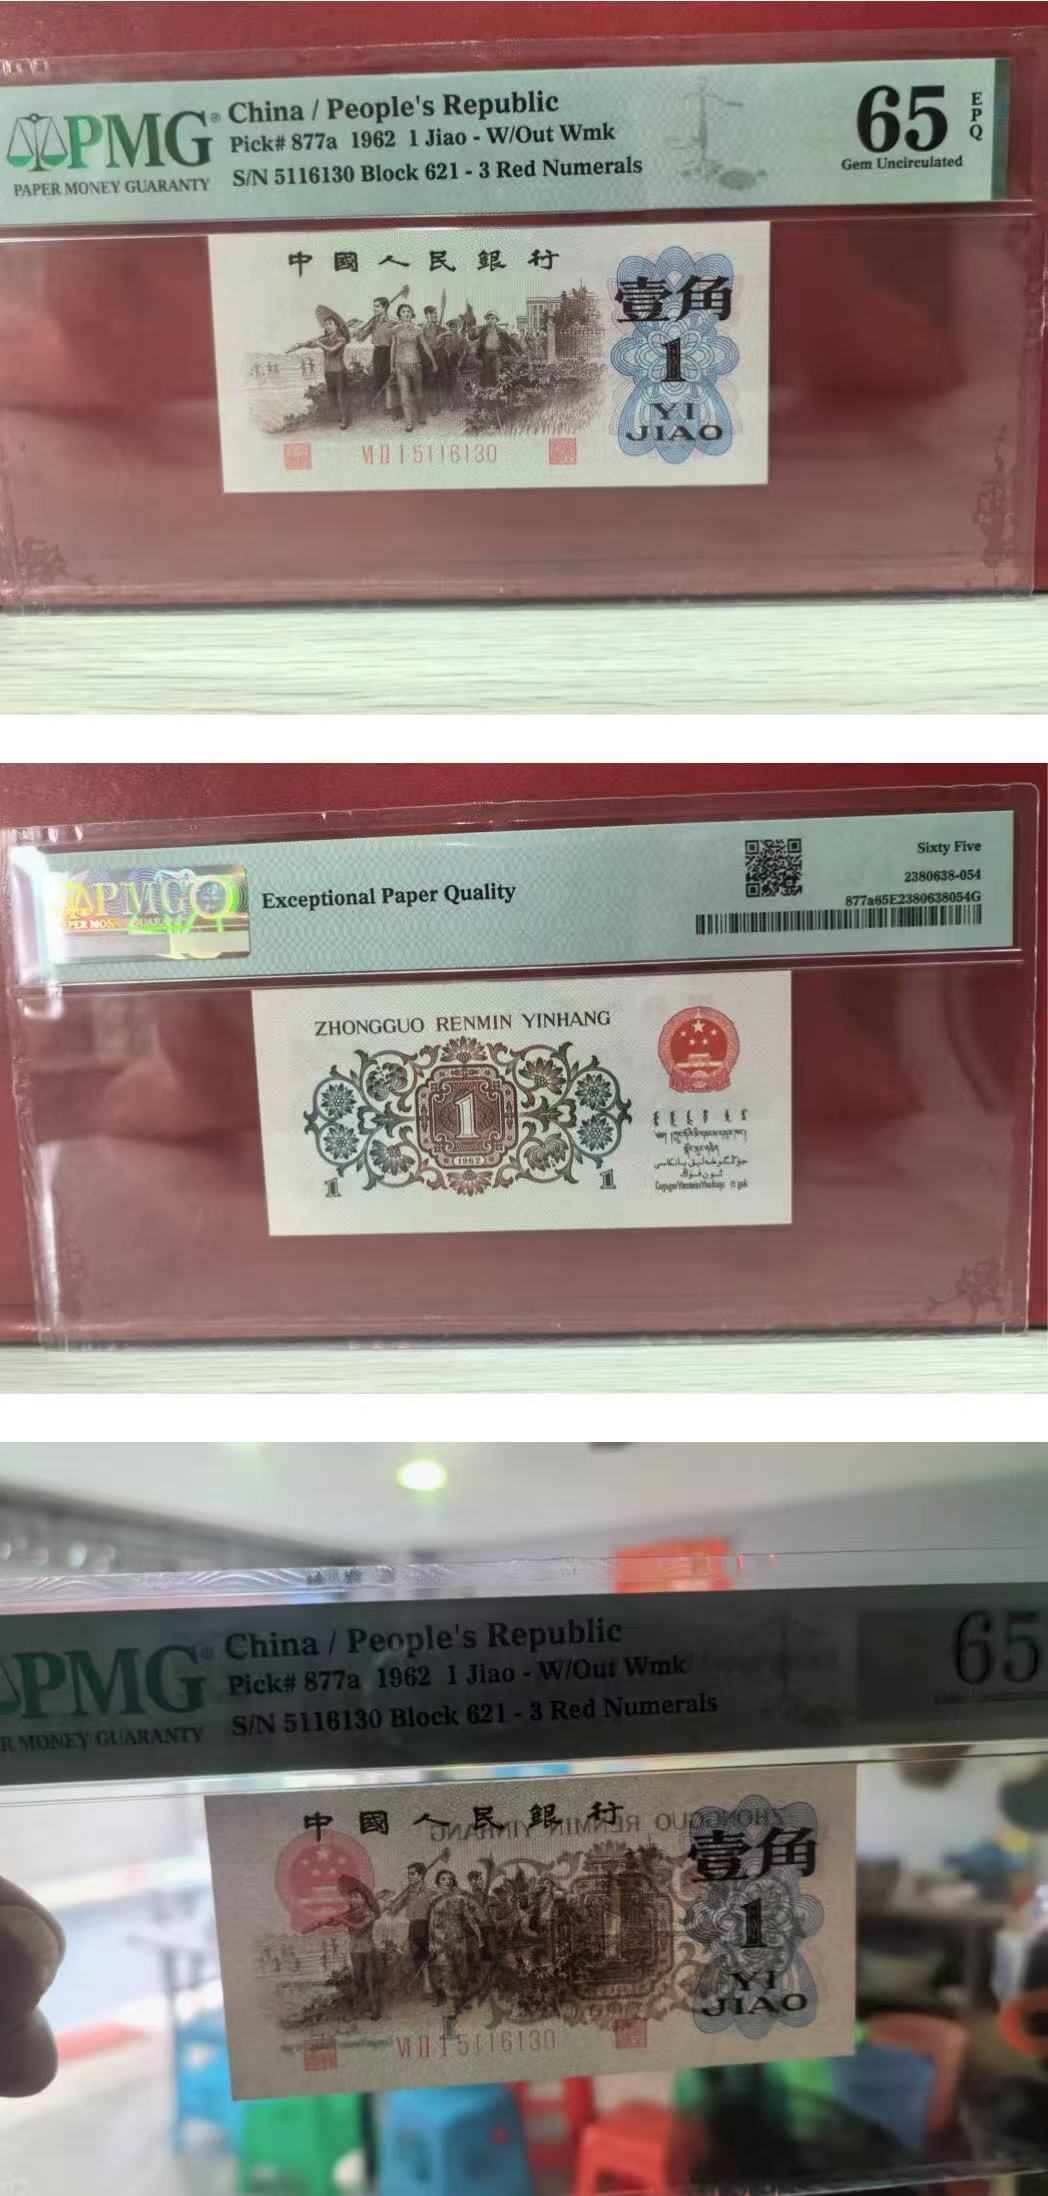 PMG®
PAPER MONEY GUARANTY
China / People's Republic
Pick# 877a 1962 1 Jiao - W/Out Wmk
S/N 5116130 Block 621 - 3 Red Numerals
65
EPQ
Gem Uncirculated
中國人民銀行
壹角
1
YI
JIAO
VI II I 5116130
PMG
Exceptional Paper Quality
Sixty Five
2380638-054
877a65E2380638054G
ZHONGGUO RENMIN YINHANG
1
(1962)
1
1
PMG®
R MONEY GUARANTY
China / People's Republic
Pick# 877a 1962 1 Jiao - W/Out Wmk
S/N 5116130 Block 621 - 3 Red Numerals
65
中國人民銀行
壹角
1
YI
JIAO
VI II I 5116130